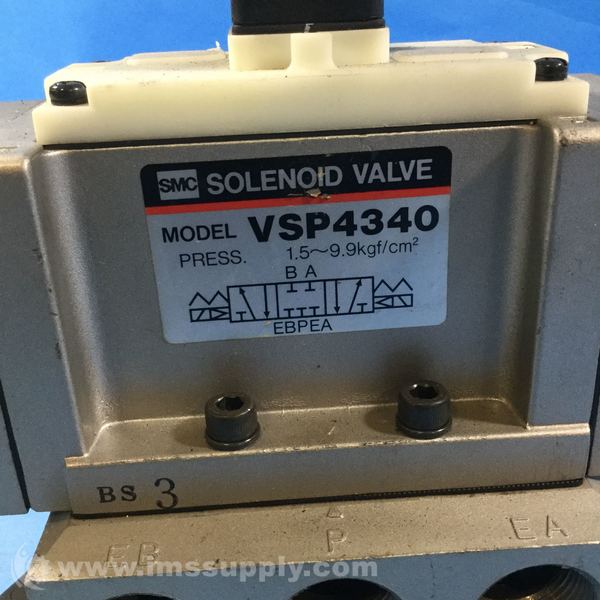 SMC SOLENOID VALVE
MODEL VSP4340
PRESS. 1.5～9.9kgf/cm²
B A
EBPEA
BS 3
EB P EA
www.imssupply.com